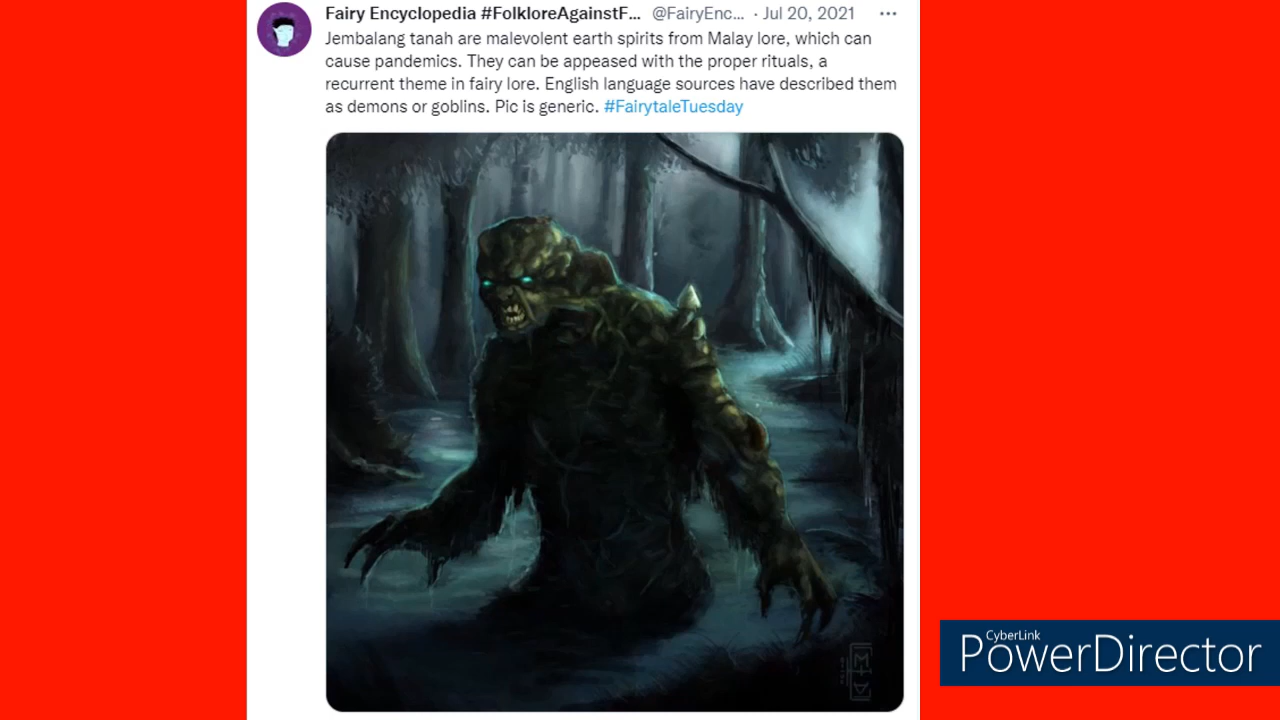 Fairy Encyclopedia #FolkloreAgainstF... @FairyEnc... · Jul 20, 2021
Jembalang tanah are malevolent earth spirits from Malay lore, which can
cause pandemics. They can be appeased with the proper rituals, a
recurrent theme in fairy lore. English language sources have described them
as demons or goblins. Pic is generic. #FairytaleTuesday
CyberLink
PowerDirector